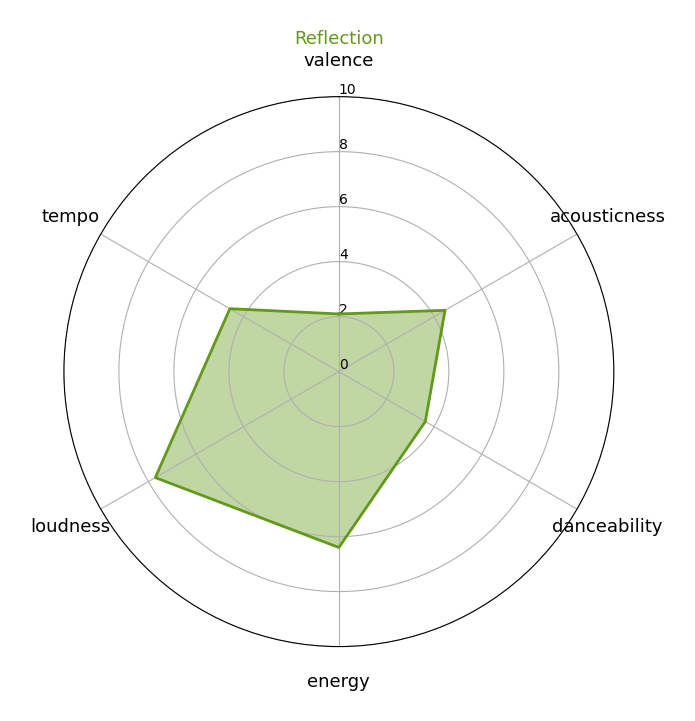 Reflection
valence
10
8
tempo
6
acousticness
4
2
0
loudness
danceability
energy